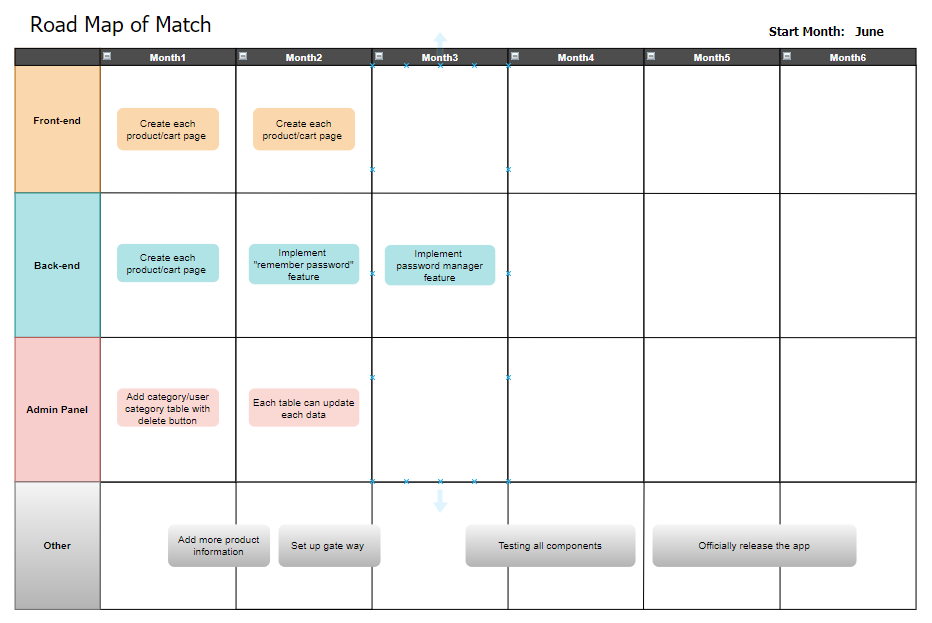 Road Map of Match
Start Month: June
Month1 Month2 Month3 Month4 Month5 Month6
Front-end
Create each
product/cart page
Create each
product/cart page
Back-end
Create each
product/cart page
Implement
"remember password"
feature
Implement
password manager
feature
Admin Panel
Add category/user
category table with
delete button
Each table can update
each data
Other
Add more product
information
Set up gate way
Testing all components
Officially release the app